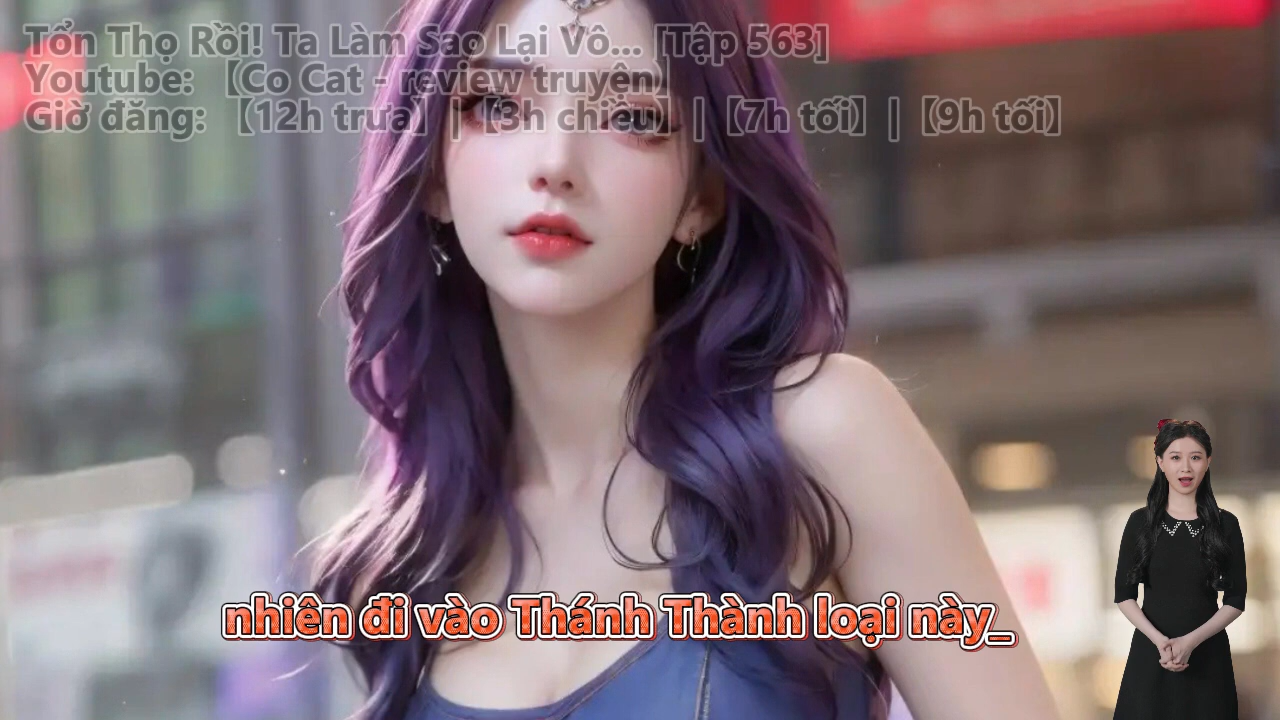 Tổn Thọ Rồi! Ta Làm Sao Lại Vô... [Tập 563]
Youtube: 【Co Cat - review truyện
Giờ đăng: 【12h trưa】 | 【3h chiều】 | 【7h tối】 | 【9h tối】
nhiên đi vào Thánh Thành loại này_